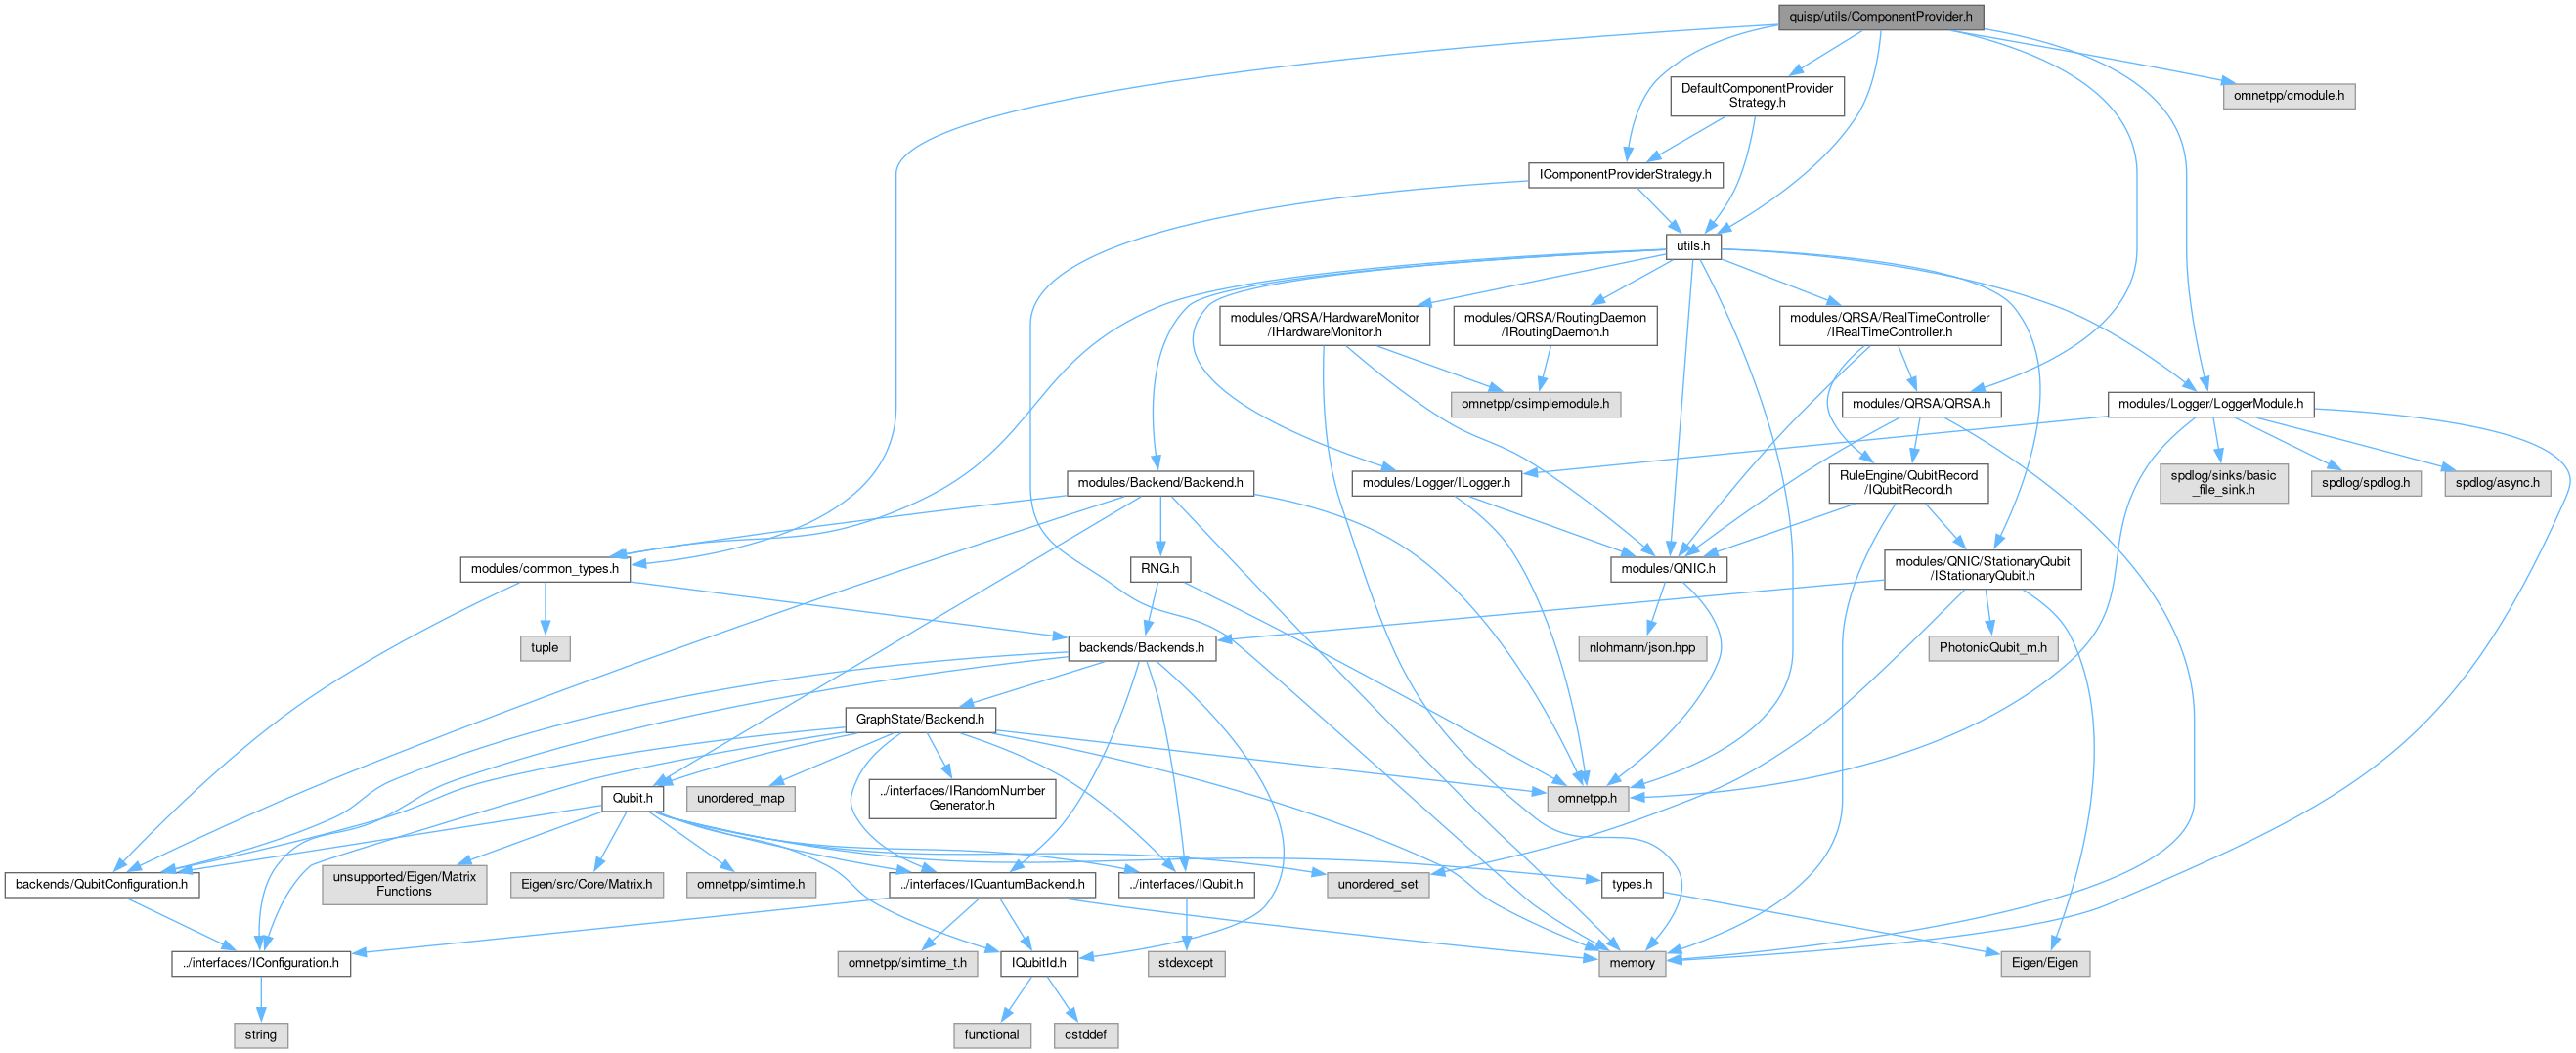 quisp/utils/ComponentProvider.h
DefaultComponentProvider
Strategy.h
omnetpp/cmodule.h
IComponentProviderStrategy.h
utils.h
modules/QRSA/HardwareMonitor
/IHardwareMonitor.h
modules/QRSA/RoutingDaemon
/IRoutingDaemon.h
modules/QRSA/RealTimeController
/IRealTimeController.h
omnetpp/csimplemodule.h
modules/QRSA/QRSA.h
modules/Logger/LoggerModule.h
modules/Backend/Backend.h
modules/Logger/ILogger.h
RuleEngine/QubitRecord
/IQubitRecord.h
spdlog/sinks/basic
_file_sink.h
spdlog/spdlog.h
spdlog/async.h
modules/common_types.h
RNG.h
modules/QNIC.h
modules/QNIC/StationaryQubit
/IStationaryQubit.h
tuple
backends/Backends.h
nlohmann/json.hpp
PhotonicQubit_m.h
GraphState/Backend.h
Qubit.h
unordered_map
../interfaces/IRandomNumber
Generator.h
omnetpp.h
backends/QubitConfiguration.h
unsupported/Eigen/Matrix
Functions
Eigen/src/Core/Matrix.h
omnetpp/simtime.h
../interfaces/IQuantumBackend.h
../interfaces/IQubit.h
unordered_set
types.h
../interfaces/IConfiguration.h
omnetpp/simtime_t.h
IQubitId.h
stdexcept
memory
Eigen/Eigen
string
functional
cstddef